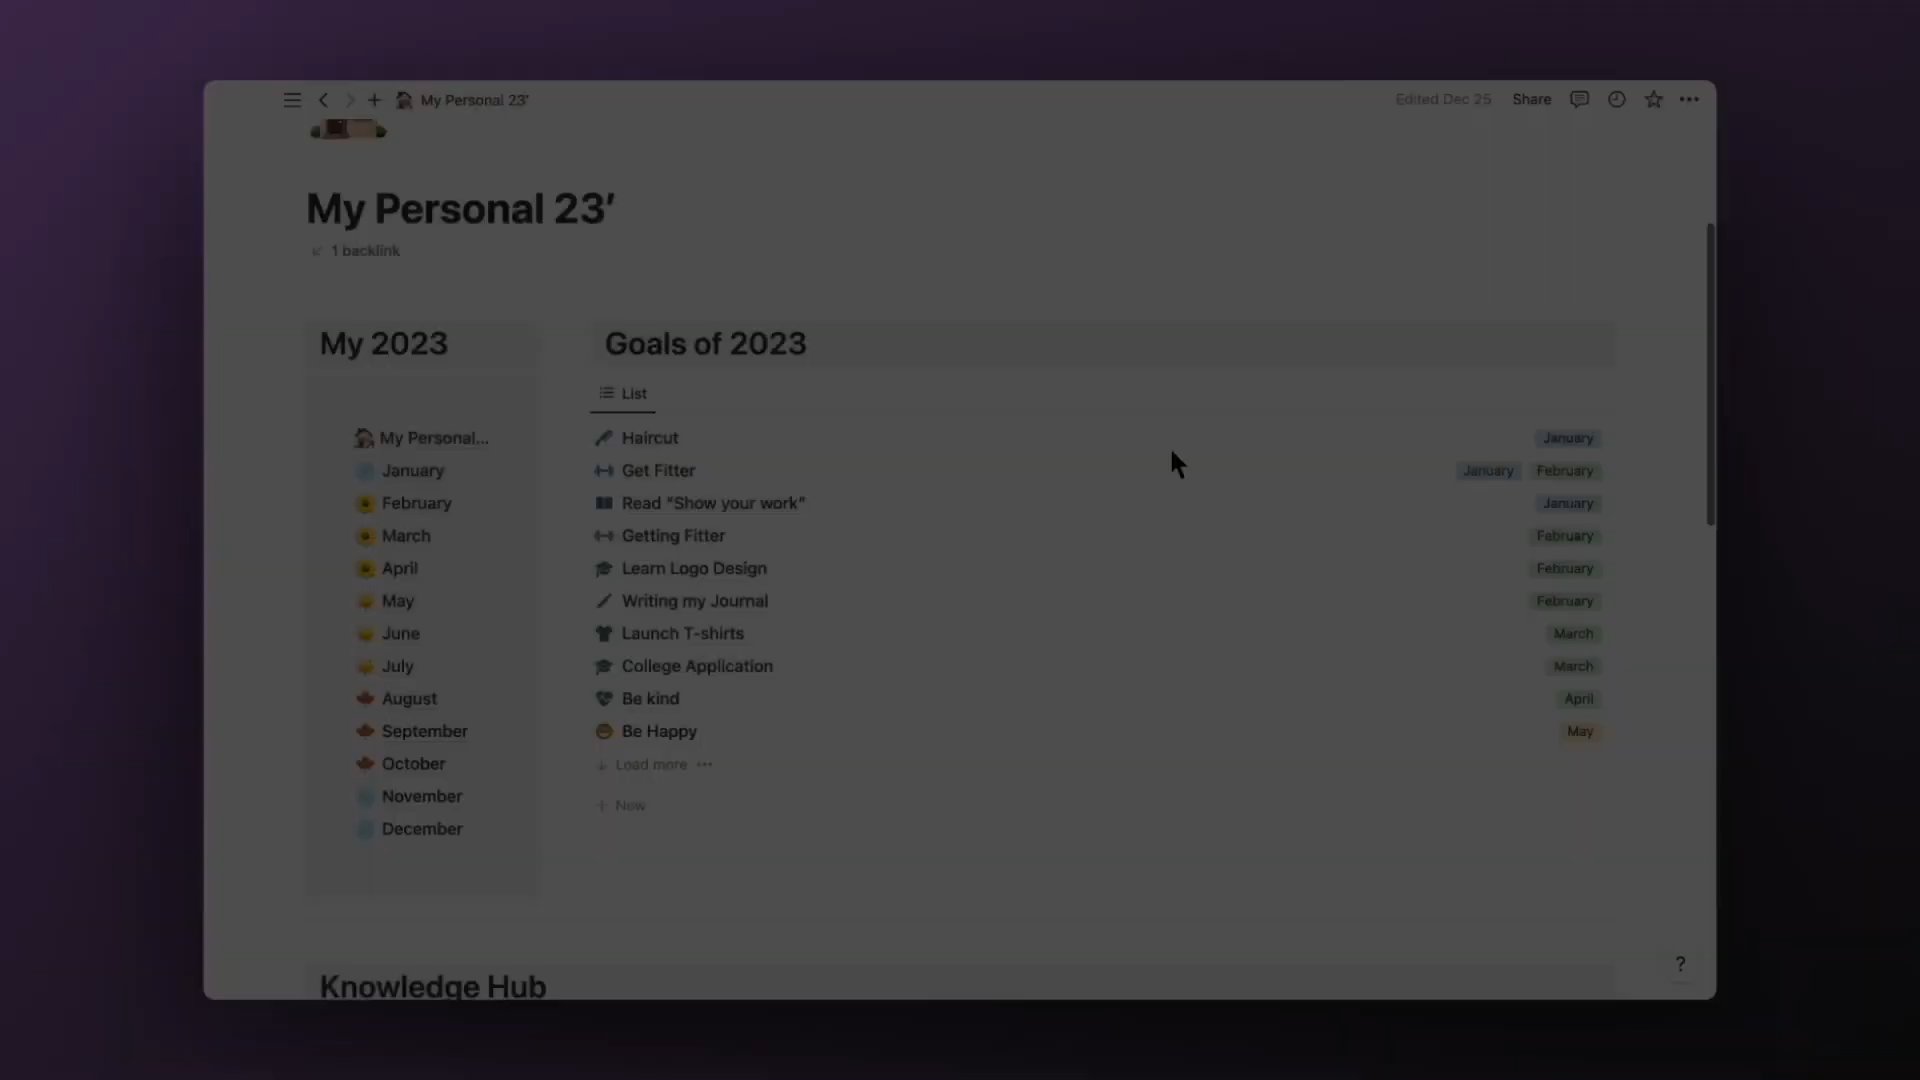 My Personal 23'
Edited Dec 25
Share
My Personal 23'
1 backlink
My 2023
My Personal...
January
February
March
April
May
June
July
August
September
October
November
December
Goals of 2023
List
Haircut January
Get Fitter January February
Read “Show your work” January
Getting Fitter February
Learn Logo Design February
Writing my Journal February
Launch T-shirts March
College Application March
Be kind April
Be Happy May
Load more
New
Knowledge Hub
?